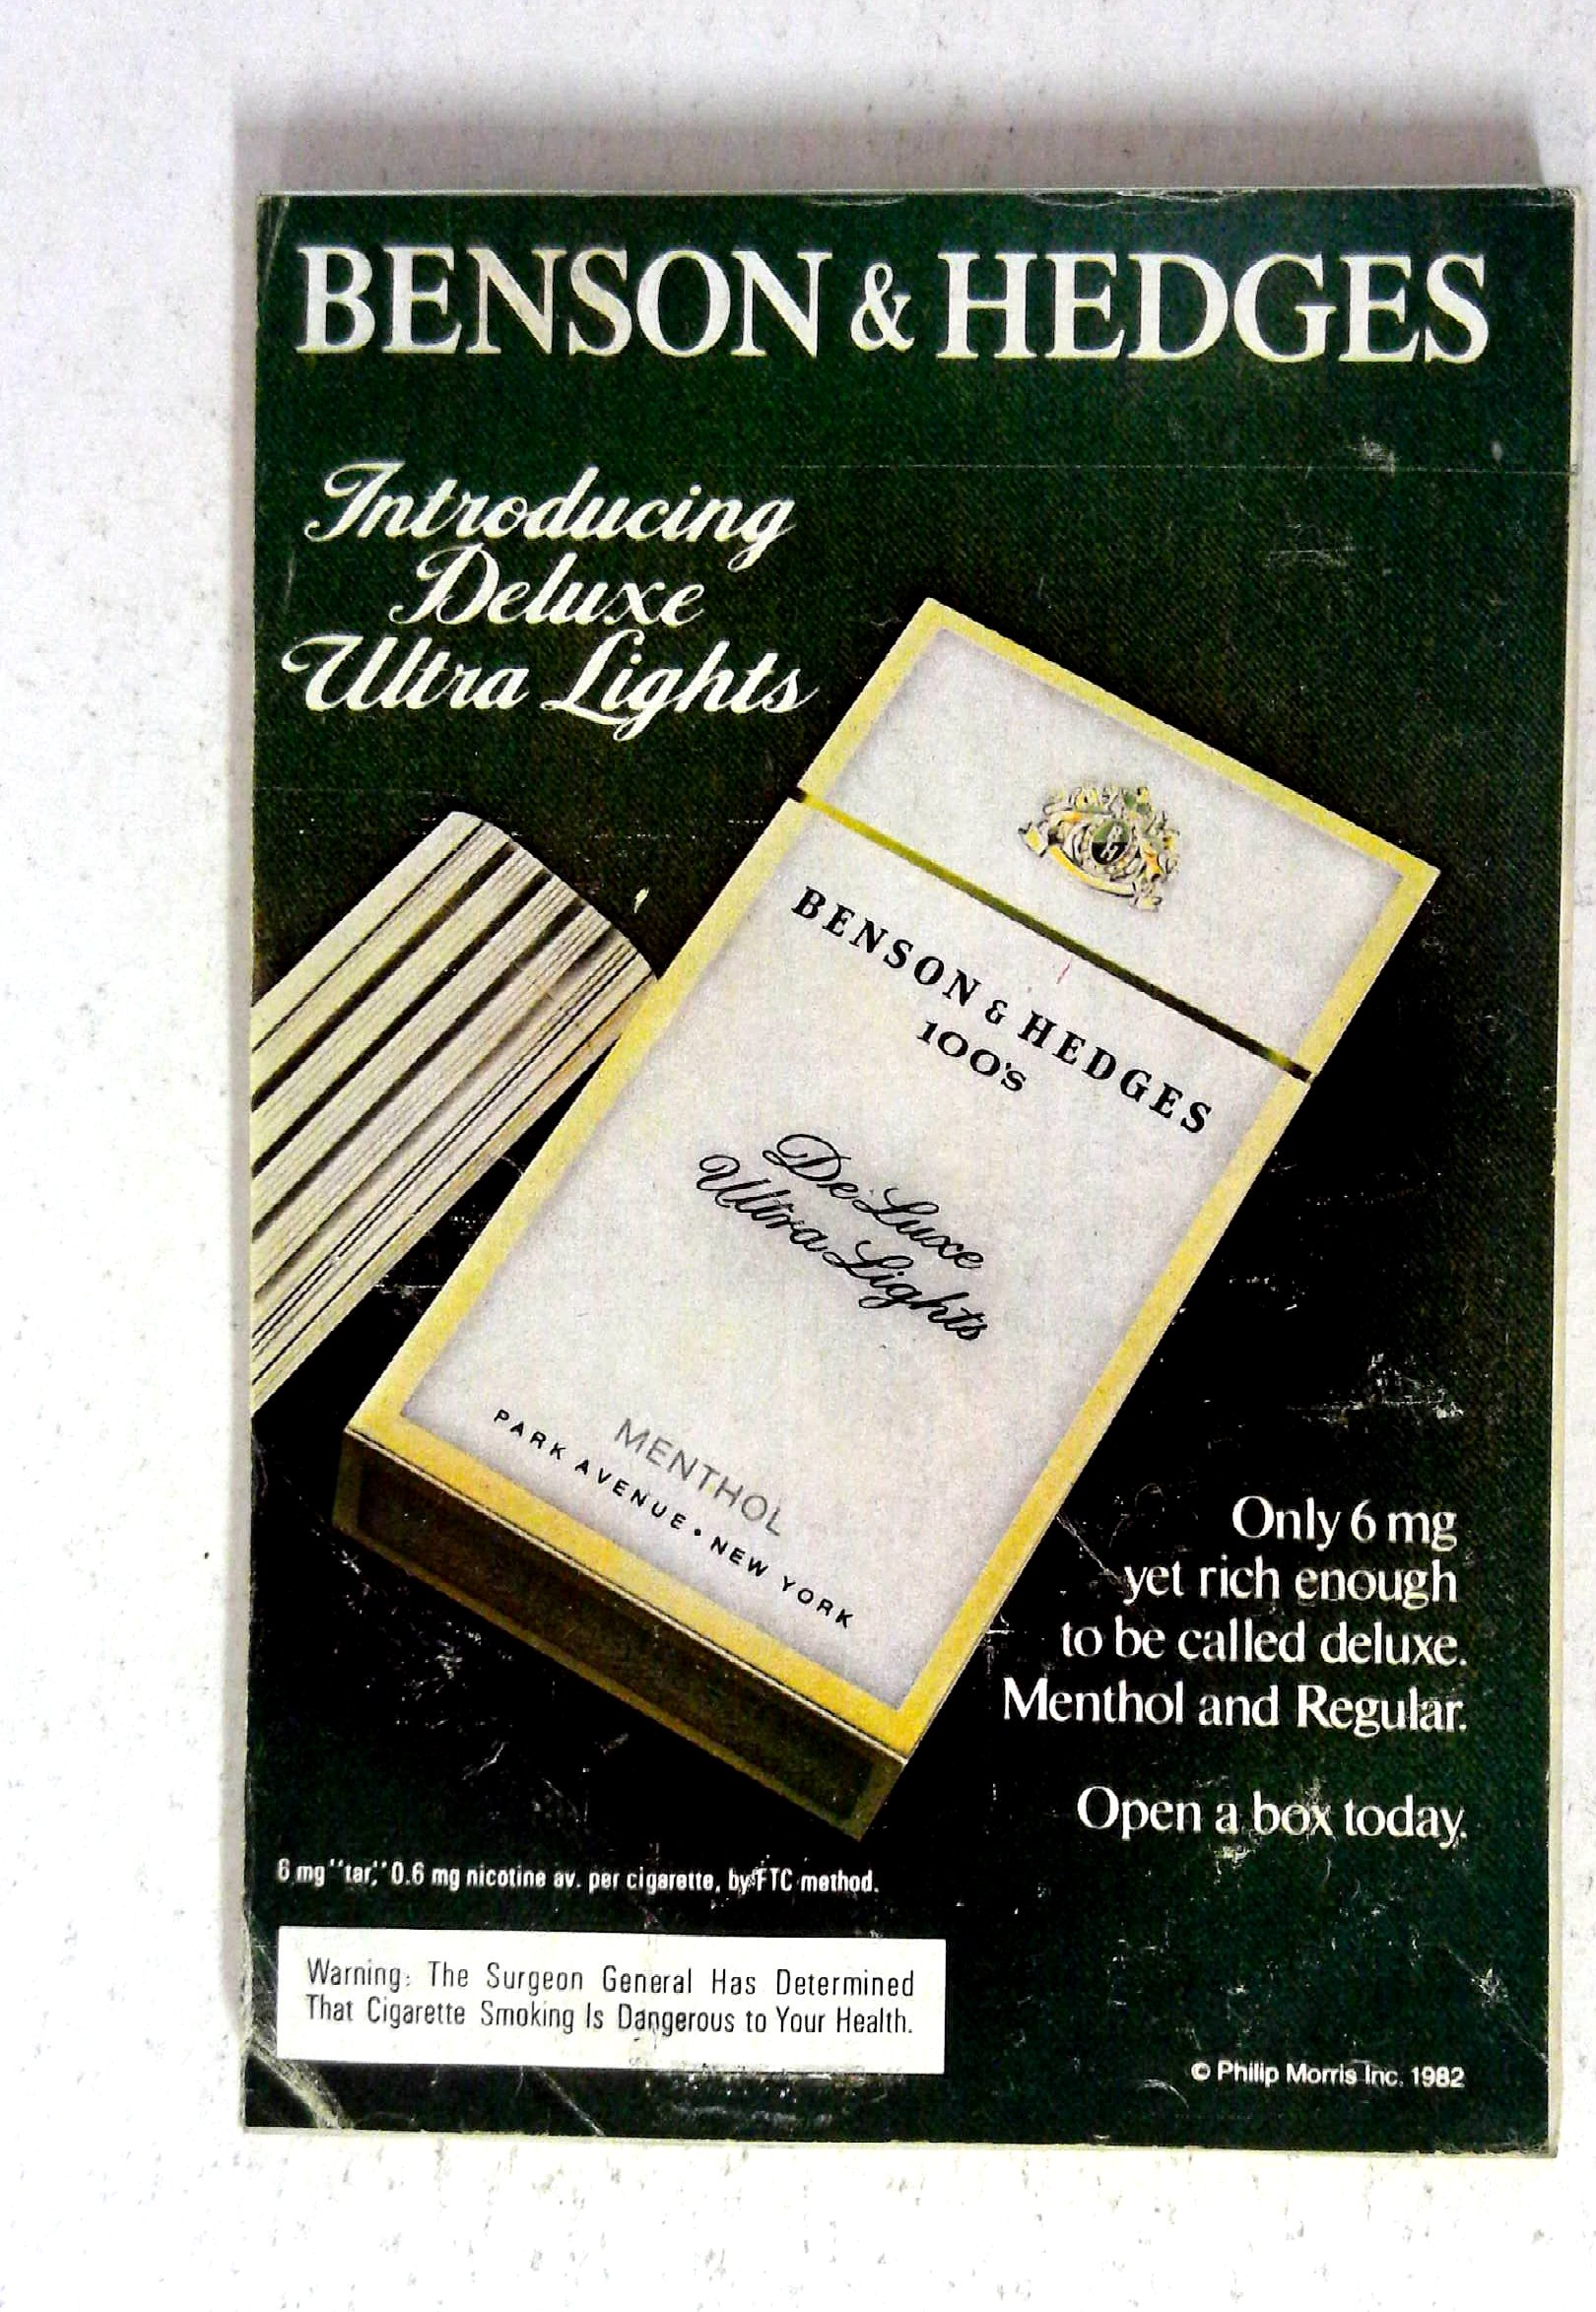 BENSON & HEDGES
Introducing
Deluxe
Ultra Lights
BENSON & HEDGES
100's
De Luxe
Ultra Lights
MENTHOL
PARK AVENUE • NEW YORK
Only 6 mg
yet rich enough
to be called deluxe.
Menthol and Regular.
Open a box today.
6 mg "tar," 0.6 mg nicotine av. per cigarette, by FTC method.
Warning: The Surgeon General Has Determined
That Cigarette Smoking Is Dangerous to Your Health.
© Philip Morris Inc. 1982